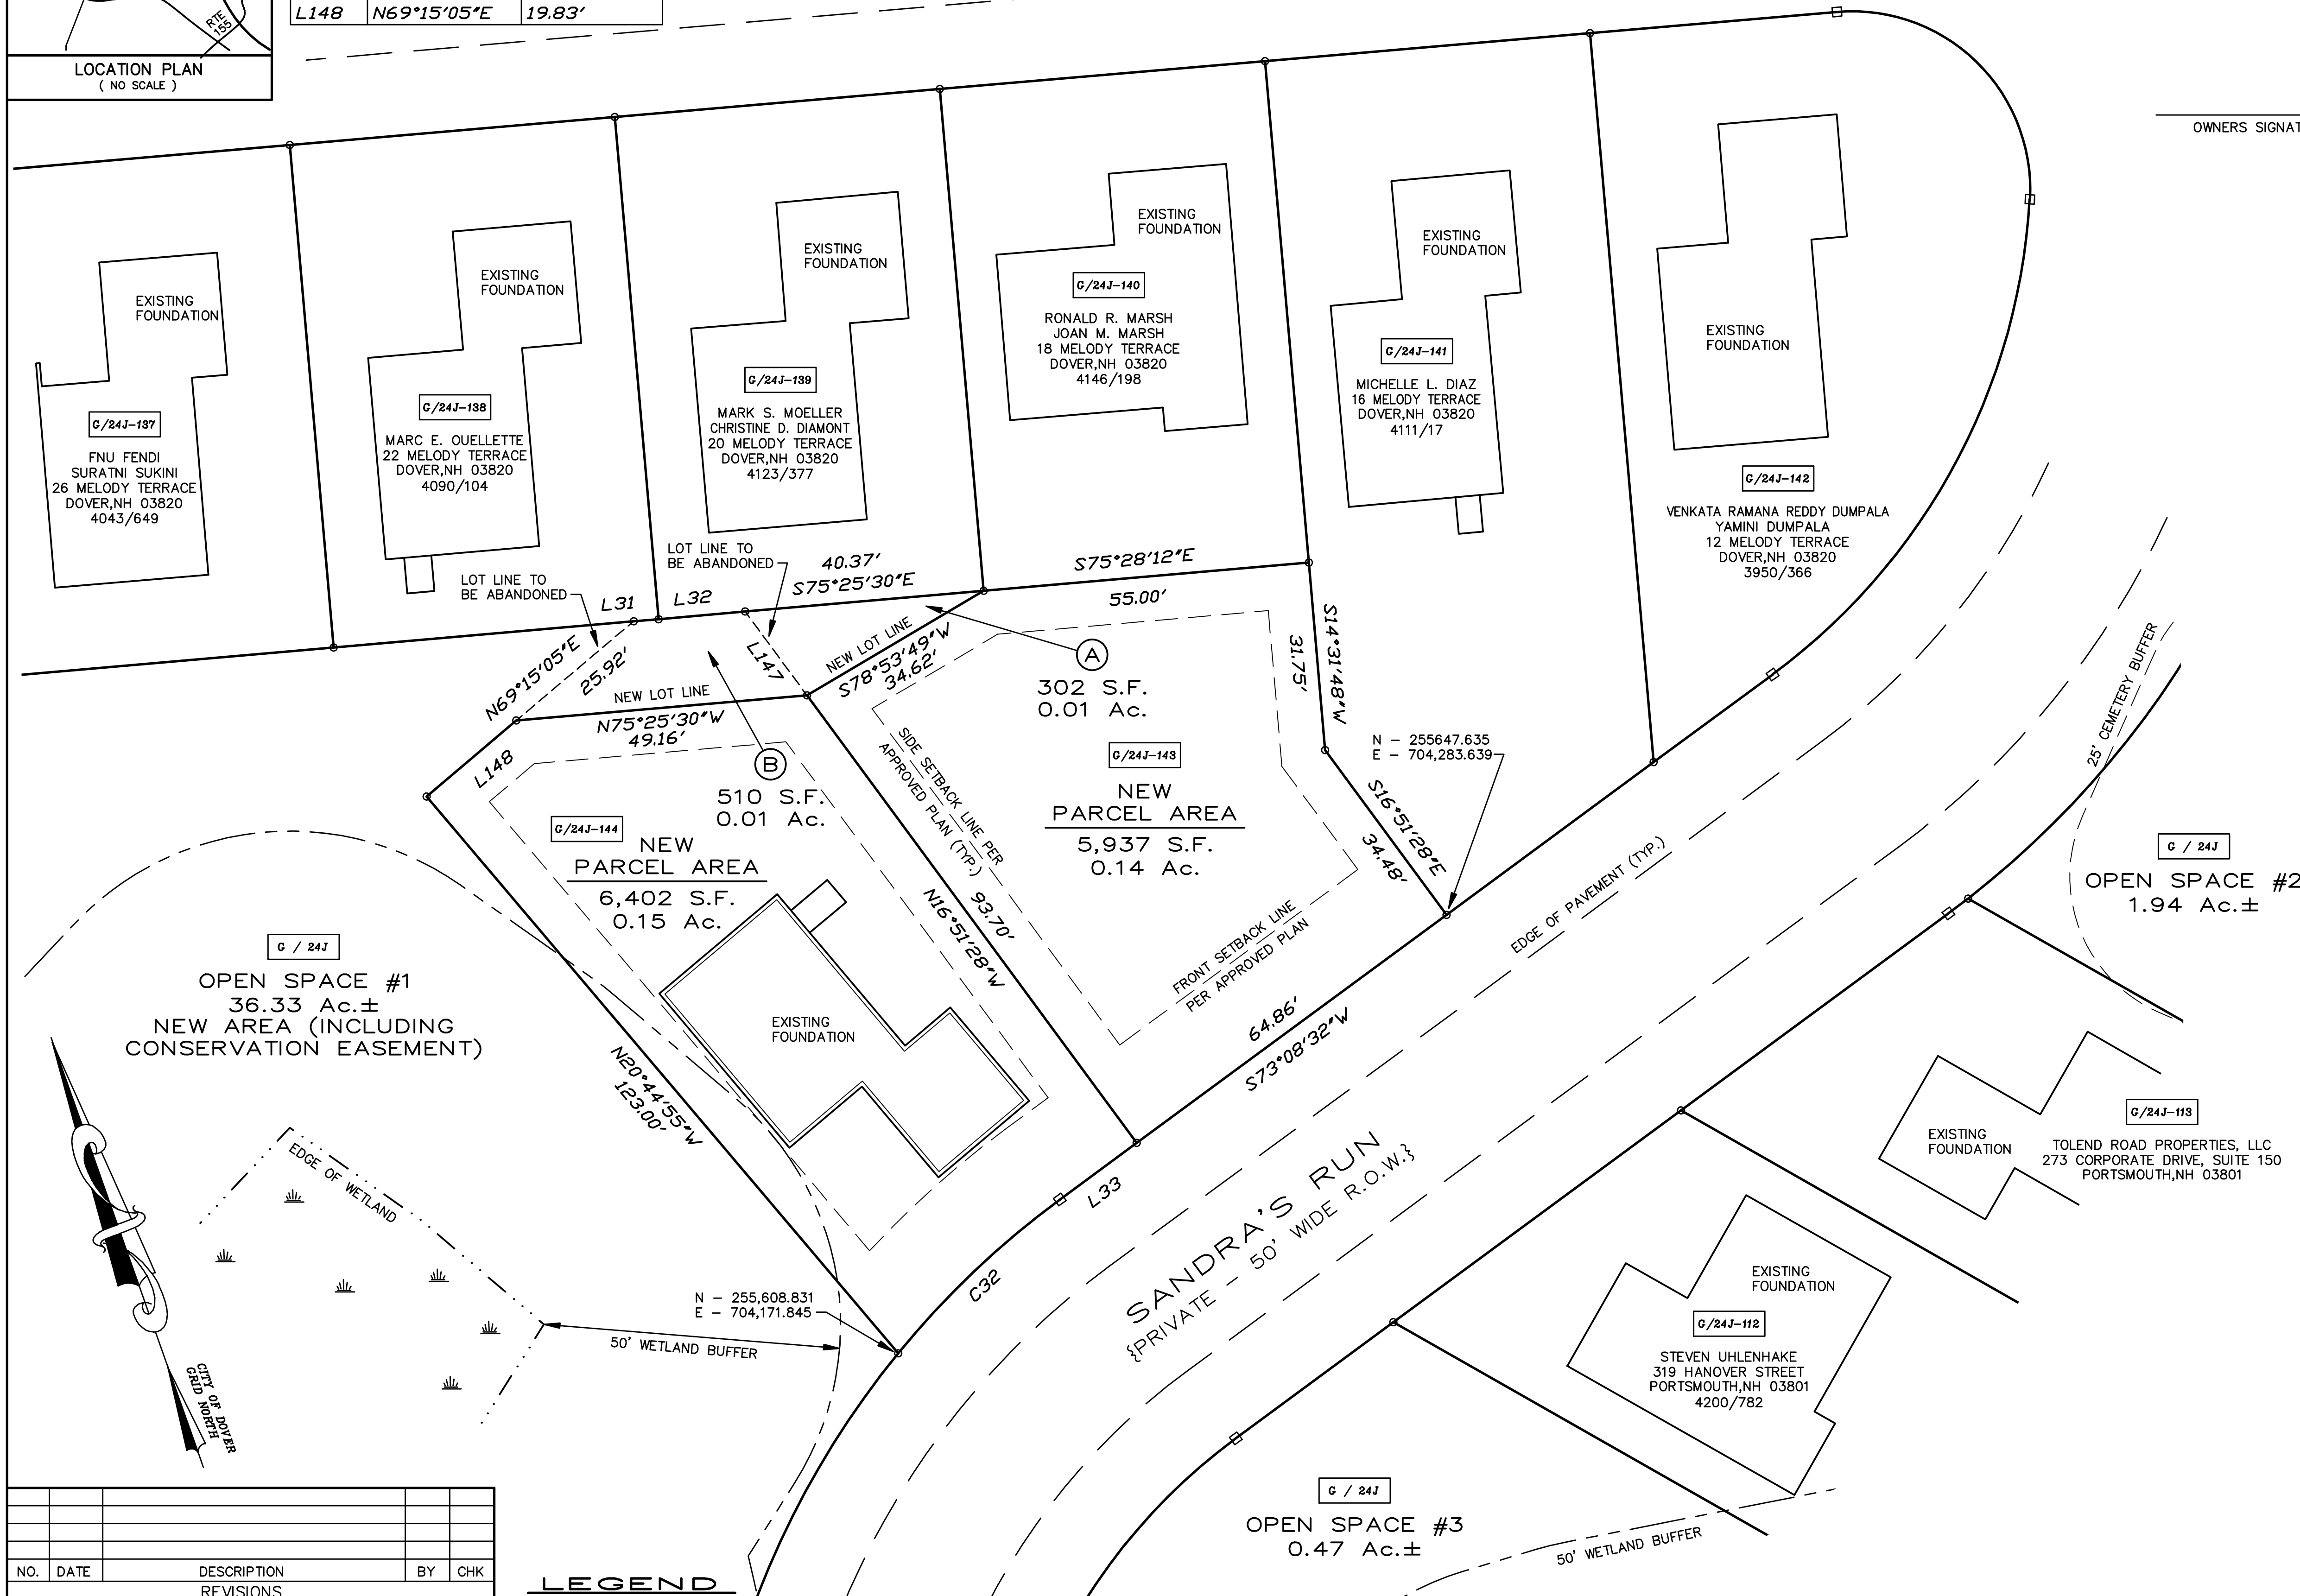 RTE
155
L148 N69°15'05"E 19.83'
LOCATION PLAN
( NO SCALE )
OWNERS SIGNAT
EXISTING
FOUNDATION
G/24J-137
FNU FENDI
SURATNI SUKINI
26 MELODY TERRACE
DOVER,NH 03820
4043/649
EXISTING
FOUNDATION
G/24J-138
MARC E. OUELLETTE
22 MELODY TERRACE
DOVER,NH 03820
4090/104
EXISTING
FOUNDATION
G/24J-139
MARK S. MOELLER
CHRISTINE D. DIAMONT
20 MELODY TERRACE
DOVER,NH 03820
4123/377
EXISTING
FOUNDATION
G/24J-140
RONALD R. MARSH
JOAN M. MARSH
18 MELODY TERRACE
DOVER,NH 03820
4146/198
EXISTING
FOUNDATION
G/24J-141
MICHELLE L. DIAZ
16 MELODY TERRACE
DOVER,NH 03820
4111/17
EXISTING
FOUNDATION
G/24J-142
VENKATA RAMANA REDDY DUMPALA
YAMINI DUMPALA
12 MELODY TERRACE
DOVER,NH 03820
3950/366
LOT LINE TO
BE ABANDONED
LOT LINE TO
BE ABANDONED
L31
L32
40.37'
S75°25'30"E
S75°28'12"E
55.00'
N69°15'05"E
25.92'
L147
NEW LOT LINE
S78°53'49"W
34.62'
NEW LOT LINE
N75°25'30"W
49.16'
L148
A
302 S.F.
0.01 Ac.
B
510 S.F.
0.01 Ac.
31.75'
S14°31'48"W
SIDE SETBACK LINE PER
APPROVED PLAN (TYP.)
G/24J-143
NEW
PARCEL AREA
5,937 S.F.
0.14 Ac.
N - 255647.635
E - 704,283.639
S16°51'28"E
34.48'
G/24J-144
NEW
PARCEL AREA
6,402 S.F.
0.15 Ac.
93.70'
N16°51'28"W
FRONT SETBACK LINE
PER APPROVED PLAN
EDGE OF PAVEMENT (TYP.)
25' CEMETERY BUFFER
G / 24J
OPEN SPACE #2
1.94 Ac.±
G / 24J
OPEN SPACE #1
36.33 Ac.±
NEW AREA (INCLUDING
CONSERVATION EASEMENT)
EXISTING
FOUNDATION
N20°44'55"W
123.00'
64.86'
S73°08'32"W
EDGE OF WETLAND
CITY OF DOVER
GRID NORTH
L33
C32
SANDRA'S RUN
{PRIVATE - 50' WIDE R.O.W.}
N - 255,608.831
E - 704,171.845
50' WETLAND BUFFER
EXISTING
FOUNDATION
G/24J-113
TOLEND ROAD PROPERTIES, LLC
273 CORPORATE DRIVE, SUITE 150
PORTSMOUTH,NH 03801
EXISTING
FOUNDATION
G/24J-112
STEVEN UHLENHAKE
319 HANOVER STREET
PORTSMOUTH,NH 03801
4200/782
G / 24J
OPEN SPACE #3
0.47 Ac.±
50' WETLAND BUFFER
NO. DATE DESCRIPTION BY CHK
REVISIONS
LEGEND